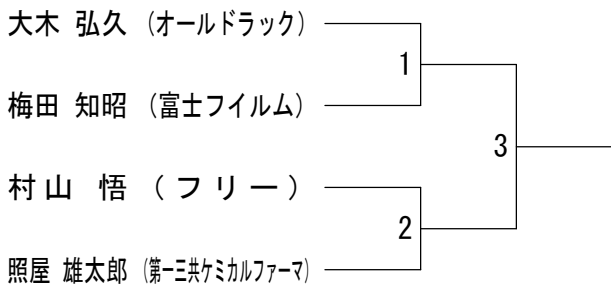 大木 弘久 (オールドラック)
1
梅田 知昭 (富士フイルム)
3
村山 悟 (フリー)
2
照屋 雄太郎 (第一三共ケミカルファーマ)